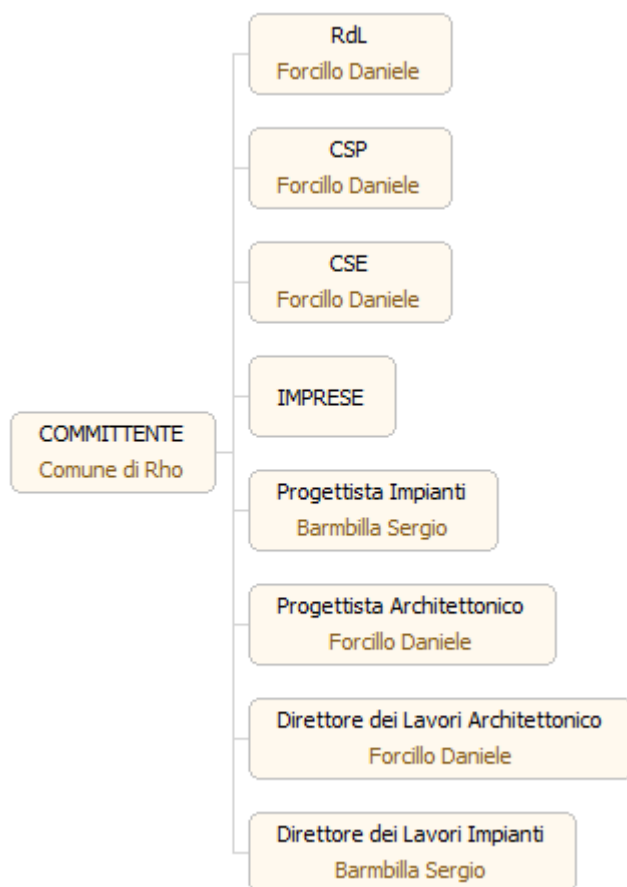 RdL
Forcillo Daniele
CSP
Forcillo Daniele
CSE
Forcillo Daniele
IMPRESE
COMMITTENTE
Comune di Rho
Progettista Impianti
Barmbilla Sergio
Progettista Architettonico
Forcillo Daniele
Direttore dei Lavori Architettonico
Forcillo Daniele
Direttore dei Lavori Impianti
Barmbilla Sergio